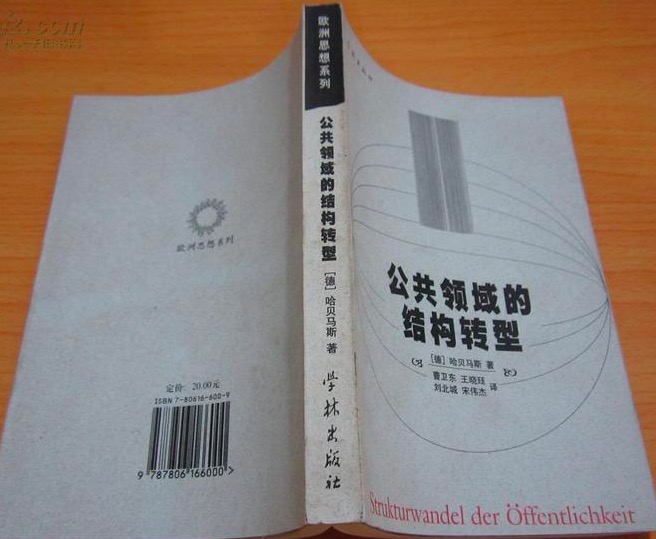 欧洲思想系列
定价: 20.00元
ISBN 7-80616-600-9
9 787806 166000 >
欧洲思想系列
公共领域的结构转型
[德] 哈贝马斯 著
学林出版社
公共领域的
结构转型
[德] 哈贝马斯 著
曹卫东 王晓珏
刘北城 宋伟杰 译
Strukturwandel der Öffentlichkeit